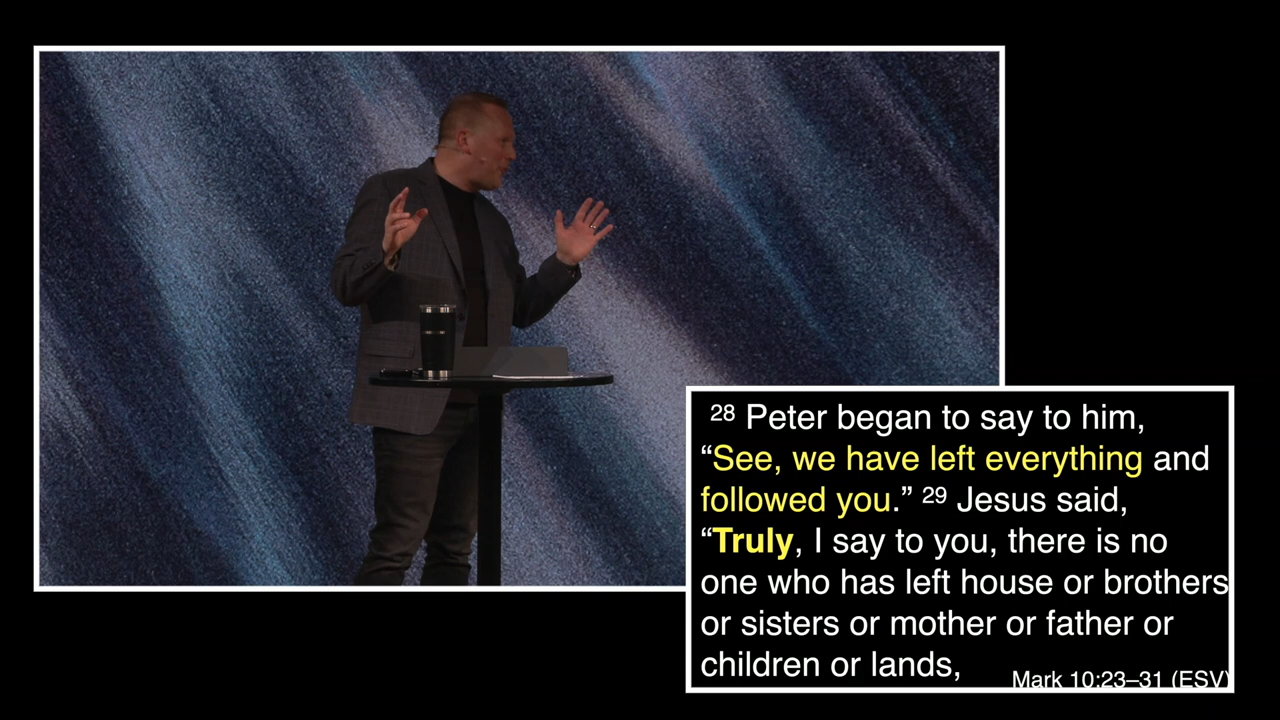 28 Peter began to say to him,
“See, we have left everything and
followed you.” 29 Jesus said,
“Truly, I say to you, there is no
one who has left house or brothers
or sisters or mother or father or
children or lands,
Mark 10:23–31 (ESV)